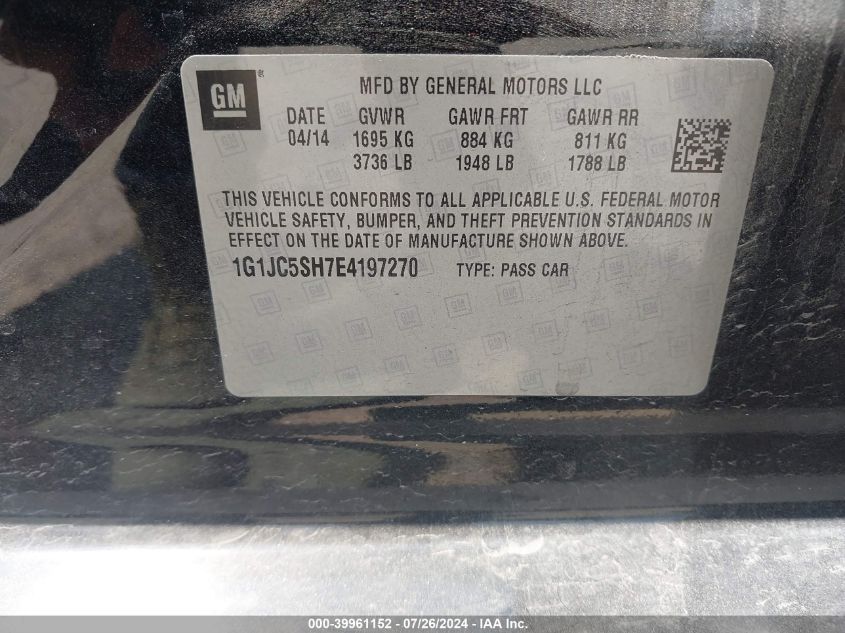 GM
MFD BY GENERAL MOTORS LLC
DATE GVWR GAWR FRT GAWR RR
04/14 1695 KG 884 KG 811 KG
3736 LB 1948 LB 1788 LB
THIS VEHICLE CONFORMS TO ALL APPLICABLE U.S. FEDERAL MOTOR
VEHICLE SAFETY, BUMPER, AND THEFT PREVENTION STANDARDS IN
EFFECT ON THE DATE OF MANUFACTURE SHOWN ABOVE.
1G1JC5SH7E4197270 TYPE: PASS CAR
000-39961152 - 07/26/2024 - IAA Inc.